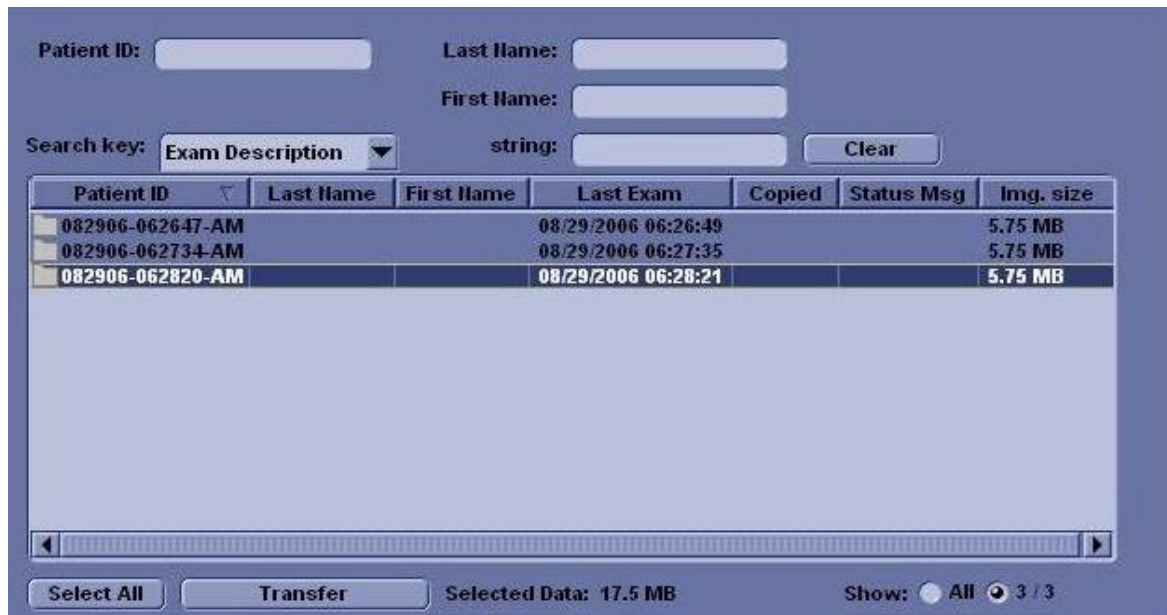 Patient ID: Last Name:
First Name:
Search key: Exam Description string: Clear
Patient ID Last Name First Name Last Exam Copied Status Msg Img. size
082906-062647-AM 08/29/2006 06:26:49 5.75 MB
082906-062734-AM 08/29/2006 06:27:35 5.75 MB
082906-062820-AM 08/29/2006 06:28:21 5.75 MB
Select All Transfer Selected Data: 17.5 MB Show: All 3 / 3